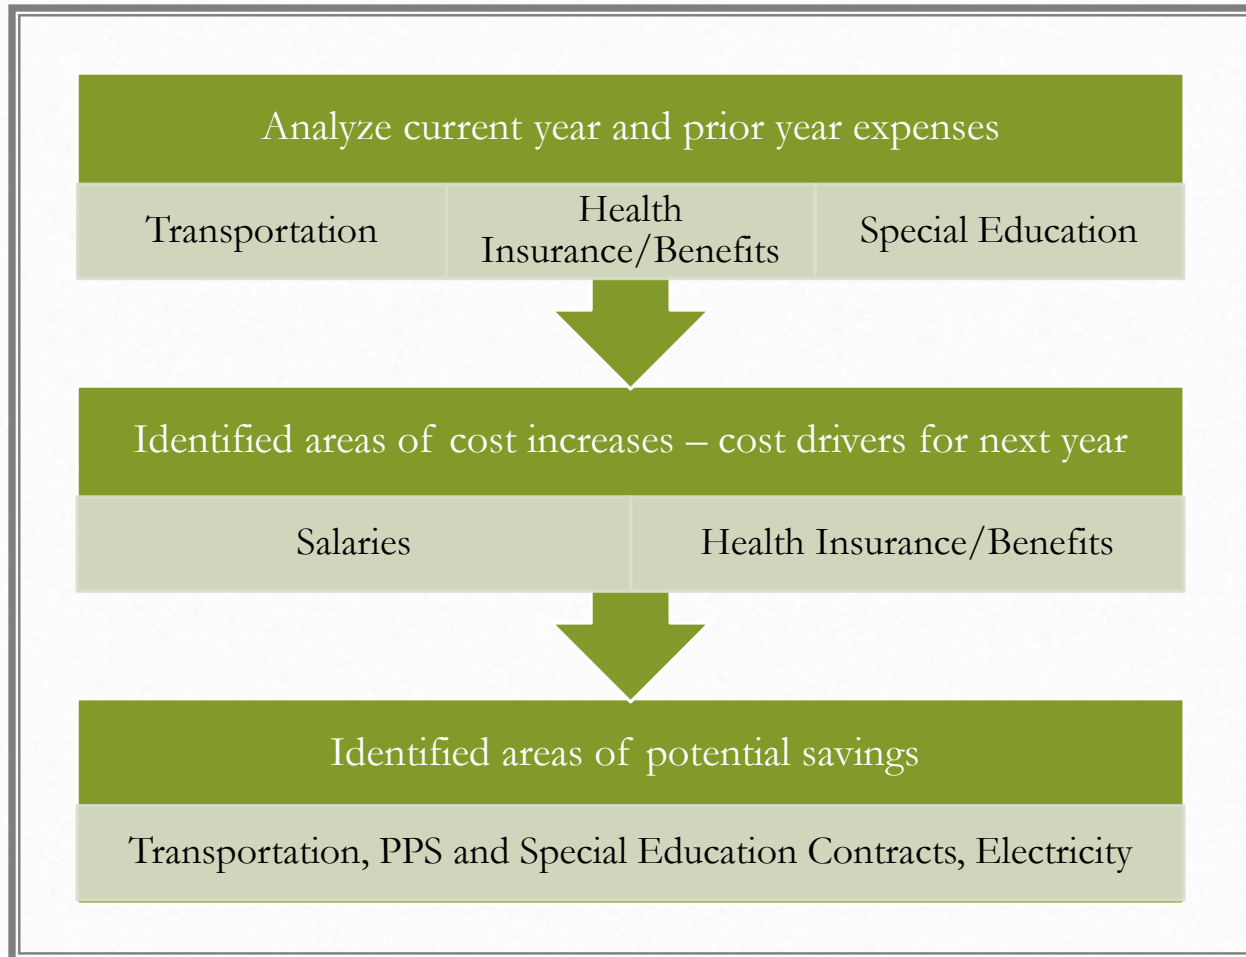 Analyze current year and prior year expenses
Transportation
Health
Insurance/Benefits
Special Education
Identified areas of cost increases – cost drivers for next year
Salaries
Health Insurance/Benefits
Identified areas of potential savings
Transportation, PPS and Special Education Contracts, Electricity